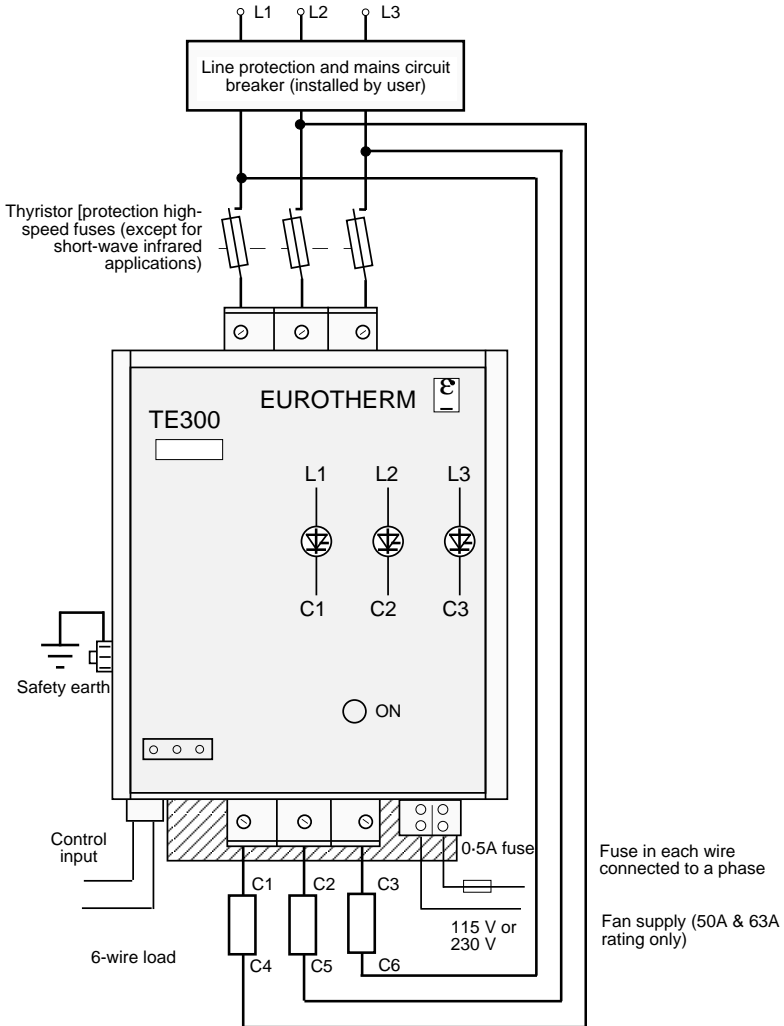 L1 L2 L3
Line protection and mains circuit
breaker (installed by user)
Thyristor [protection high-
speed fuses (except for
short-wave infrared
applications)
EUROTHERM
TE300
L1 L2 L3
C1 C2 C3
Safety earth
ON
Control
input
0·5A fuse
Fuse in each wire
connected to a phase
C1 C2 C3
115 V or
230 V
Fan supply (50A & 63A
rating only)
6-wire load
C4 C5 C6